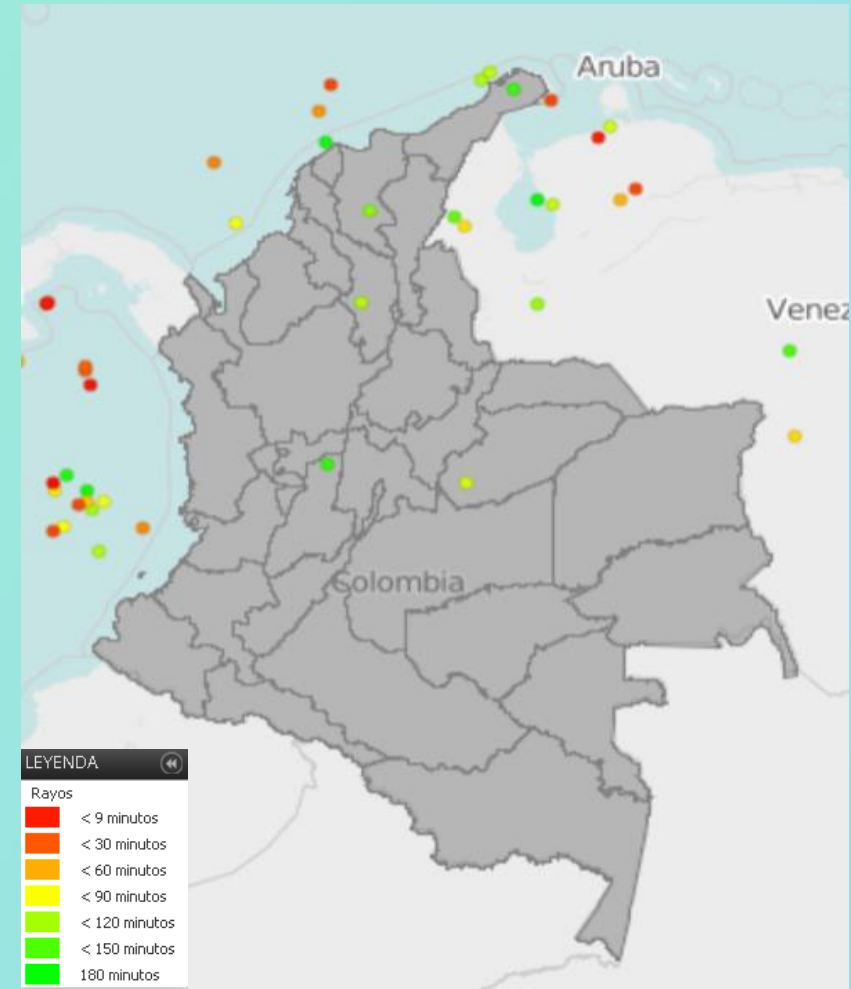 Aruba
Venez
Colombia
LEYENDA
Rayos
< 9 minutos
< 30 minutos
< 60 minutos
< 90 minutos
< 120 minutos
< 150 minutos
180 minutos